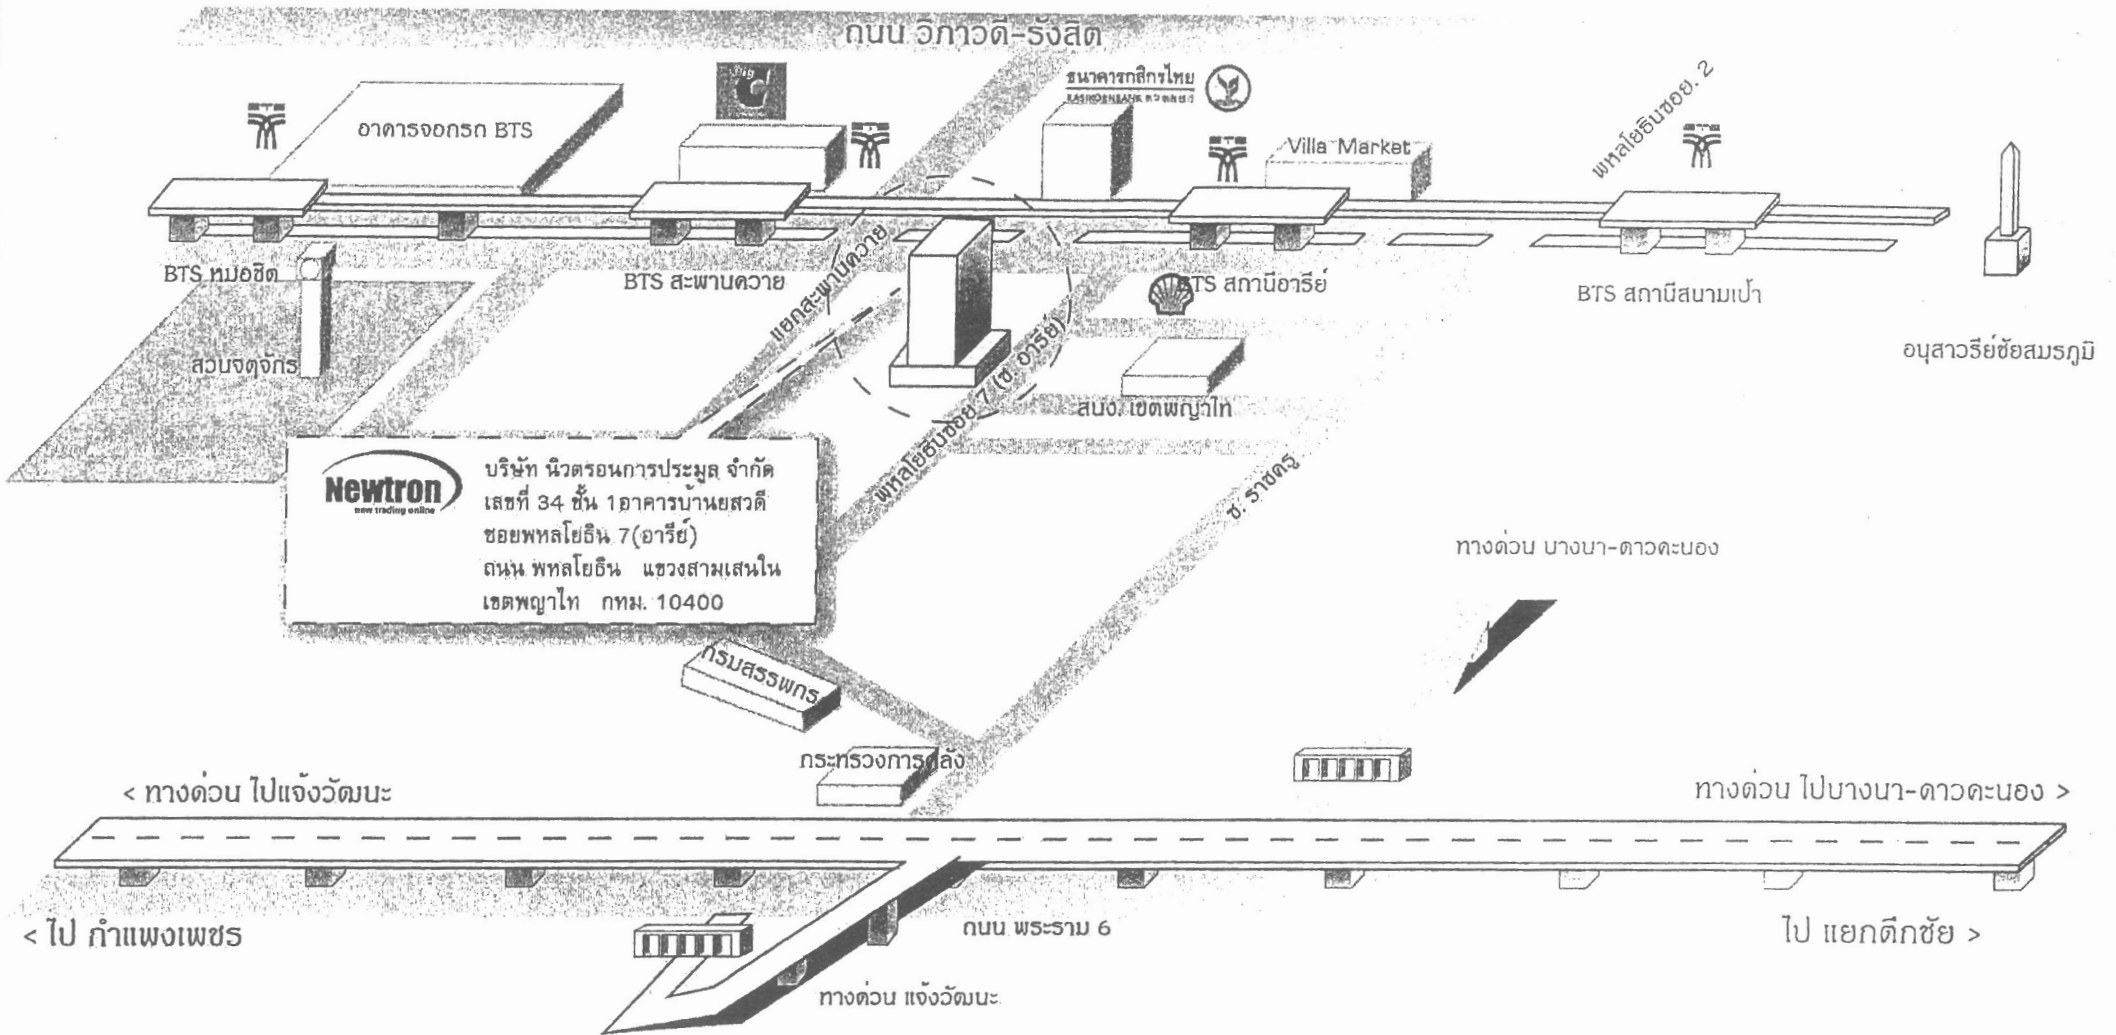 ถนน วิภาวดี-รังสิต
อาคารจอกรถ BTS
Big C
ธนาคารกสิกรไทย
KASIKORNBANK
Villa Market
พหลโยธินซอย. 2
BTS หมอชิต
BTS สะพานควาย
แยกสะพานควาย
BTS สถานีอารีย์
BTS สถานีสนามเป้า
อนุสาวรีย์ชัยสมรภูมิ
สวนจตุจักร
พหลโยธินซอย 7 (ซ. อารีย์)
สนง. เขตพญาไท
ซ. ราชครู
Newtron
new trading online
บริษัท นิวตรอนการประมูล จำกัด
เลขที่ 34 ชั้น 1อาคารบ้านยสวดี
ซอยพหลโยธิน 7(อารีย์)
ถนน พหลโยธิน แขวงสามเสนใน
เขตพญาไท กทม. 10400
ทางด่วน บางนา-ดาวคะนอง
กรมสรรพกร
กระทรวงการคลัง
< ทางด่วน ไปแจ้งวัฒนะ
ทางด่วน ไปบางนา-ดาวคะนอง >
< ไป กำแพงเพชร
ถนน พระราม 6
ไป แยกตึกชัย >
ทางด่วน แจ้งวัฒนะ